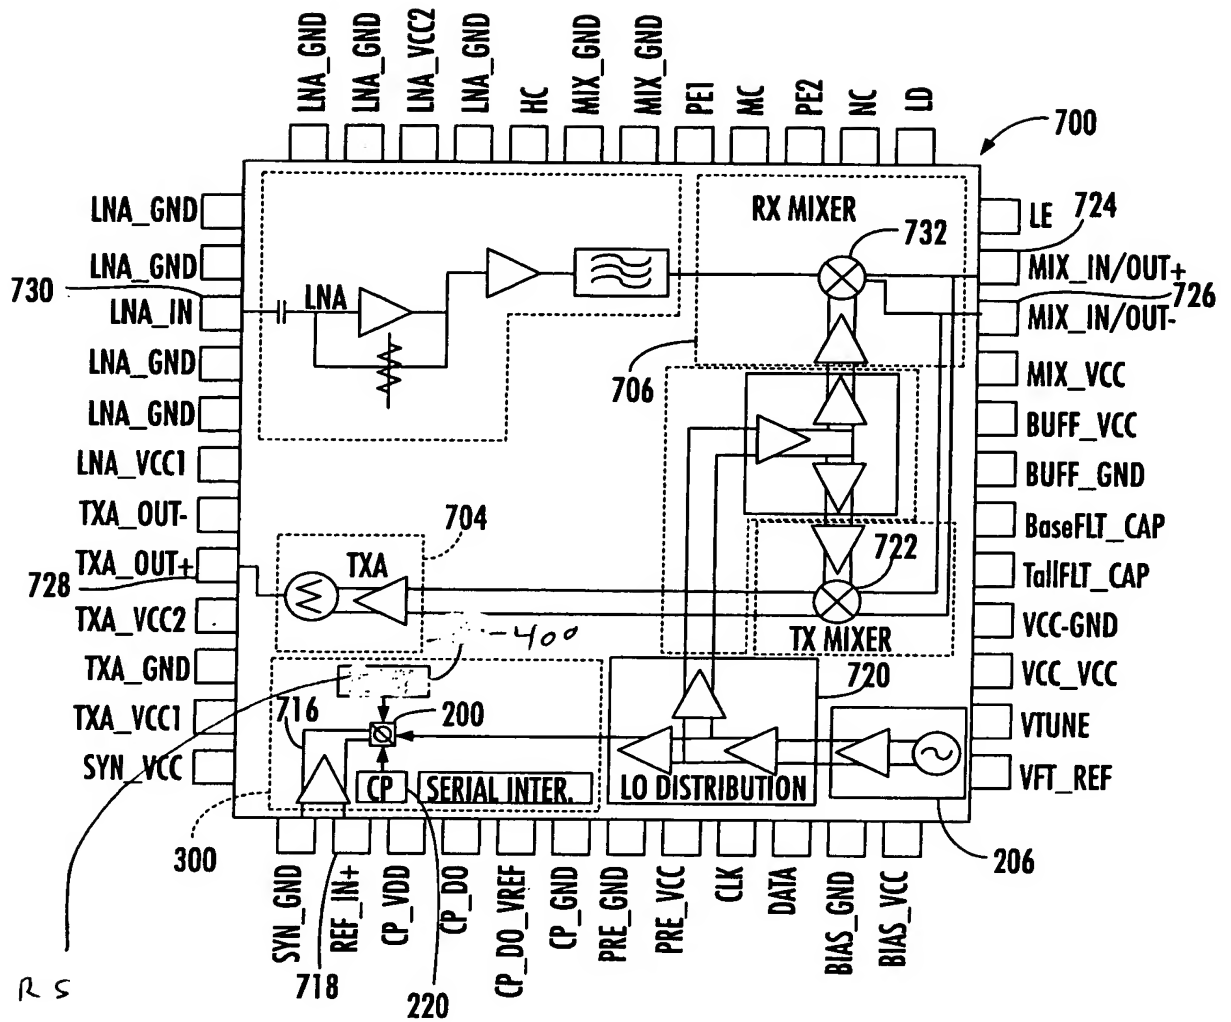 LNA_GND
LNA_GND
LNA_VCC2
LNA_GND
HC
MIX_GND
MIX_GND
PE1
MC
PE2
NC
LD
700
LNA_GND
LNA_GND
730
LNA_IN
LNA_GND
LNA_GND
LNA_VCC1
TXA_OUT-
TXA_OUT+
728
TXA_VCC2
TXA_GND
TXA_VCC1
SYN_VCC
LE
724
MIX_IN/OUT+
726
MIX_IN/OUT-
MIX_VCC
BUFF_VCC
BUFF_GND
BaseFLT_CAP
TallFLT_CAP
VCC-GND
VCC_VCC
VTUNE
VFT_REF
RX MIXER
732
LNA
706
704
TXA
722
TX MIXER
400
720
716
200
CP
SERIAL INTER.
LO DISTRIBUTION
300
206
SYN_GND
REF_IN+
CP_VDD
CP_DO
CP_DO_VREF
CP_GND
PRE_GND
PRE_VCC
CLK
DATA
BIAS_GND
BIAS_VCC
718
220
RS